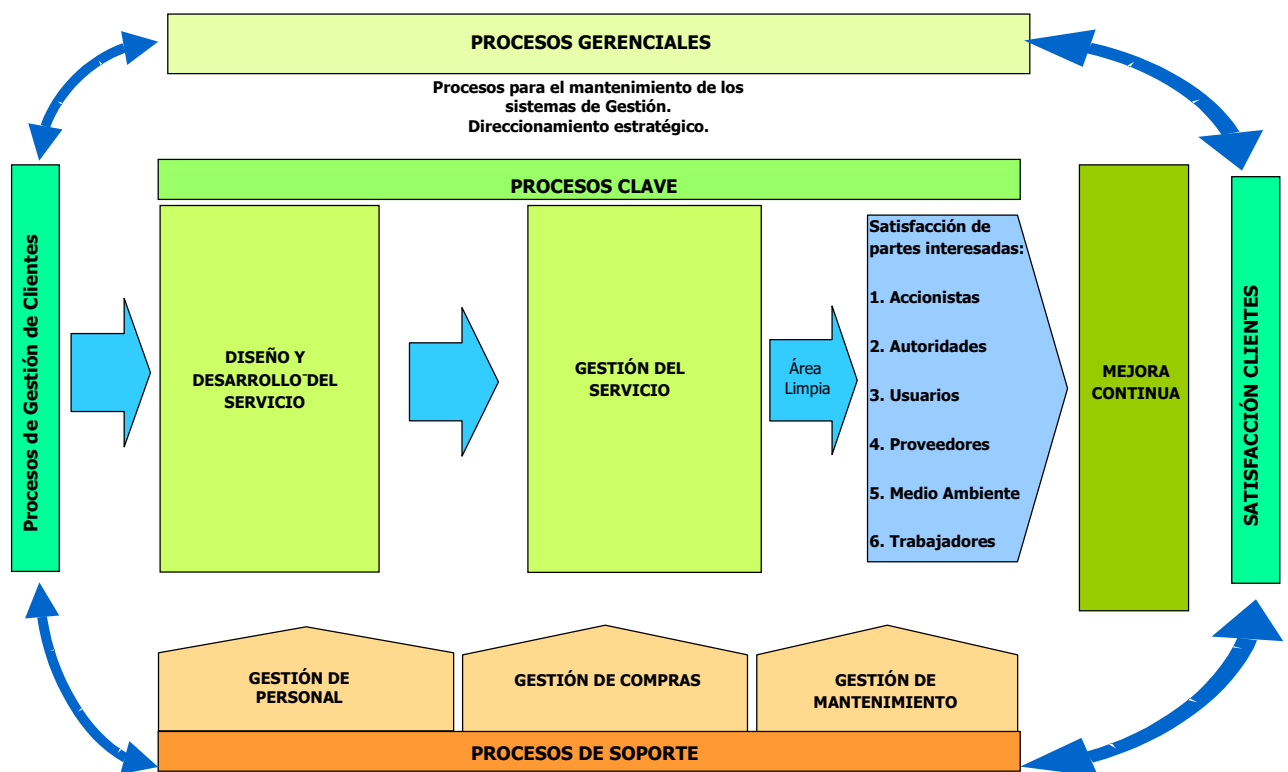 PROCESOS GERENCIALES
Procesos para el mantenimiento de los
sistemas de Gestión.
Direccionamiento estratégico.
Procesos de Gestión de Clientes
PROCESOS CLAVE
DISEÑO Y
DESARROLLO DEL
SERVICIO
GESTIÓN DEL
SERVICIO
Área
Limpia
Satisfacción de
partes interesadas:
1. Accionistas
2. Autoridades
3. Usuarios
4. Proveedores
5. Medio Ambiente
6. Trabajadores
MEJORA
CONTINUA
SATISFACCIÓN CLIENTES
GESTIÓN DE
PERSONAL
GESTIÓN DE COMPRAS
GESTIÓN DE
MANTENIMIENTO
PROCESOS DE SOPORTE